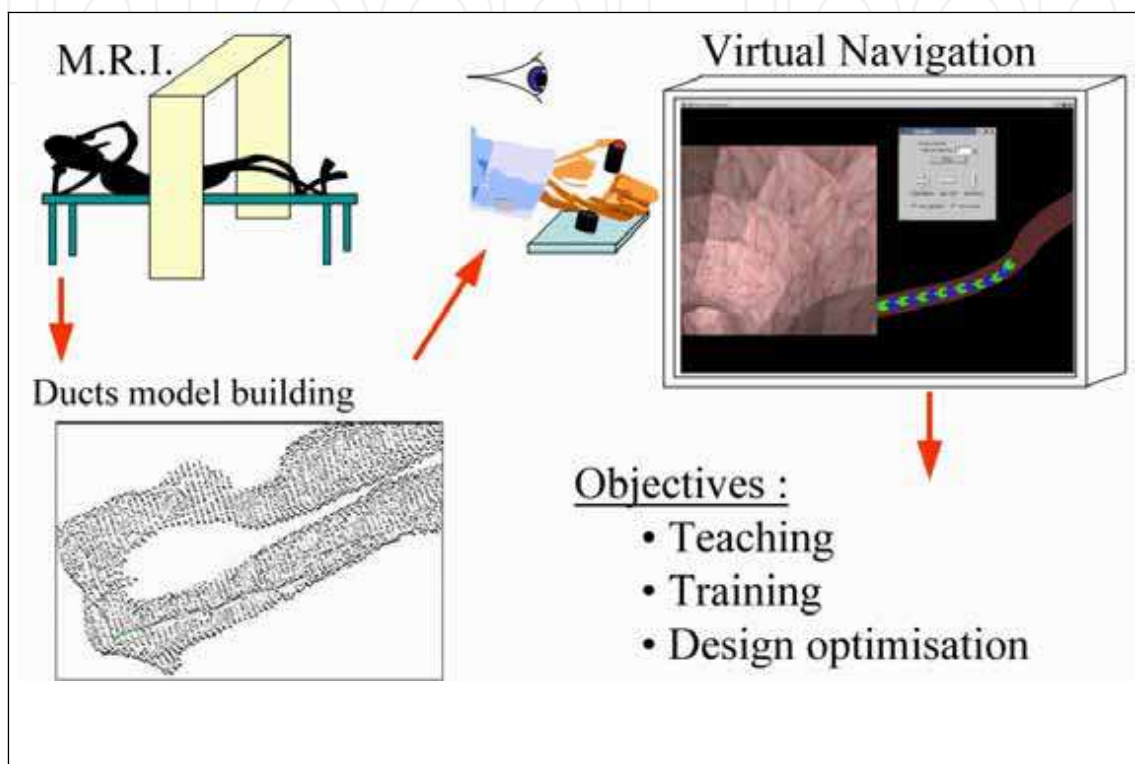 M.R.I.
Virtual Navigation
Ducts model building
Objectives :
• Teaching
• Training
• Design optimisation